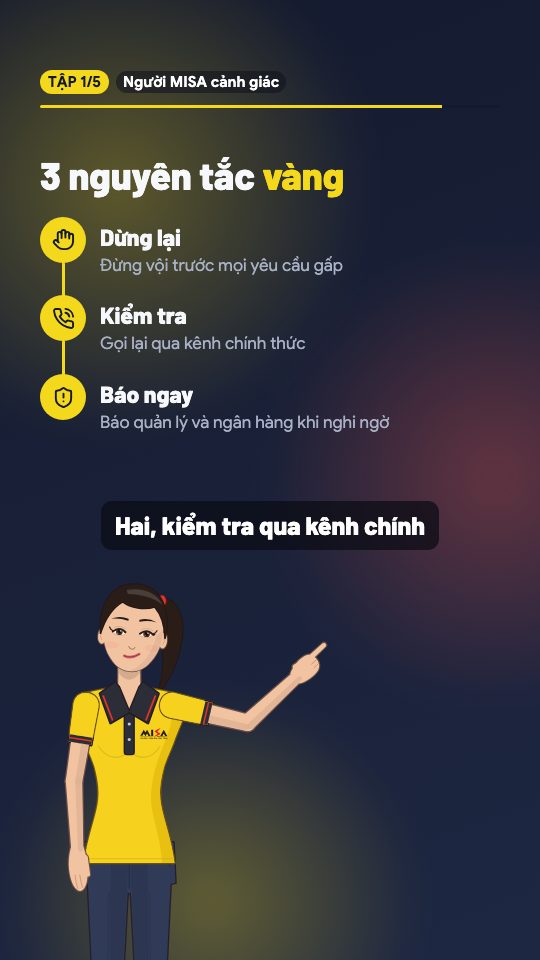 TẬP 1/5
Người MISA cảnh giác
3 nguyên tắc vàng
Dừng lại
Đừng vội trước mọi yêu cầu gấp
Kiểm tra
Gọi lại qua kênh chính thức
Báo ngay
Báo quản lý và ngân hàng khi nghi ngờ
Hai, kiểm tra qua kênh chính
MISA